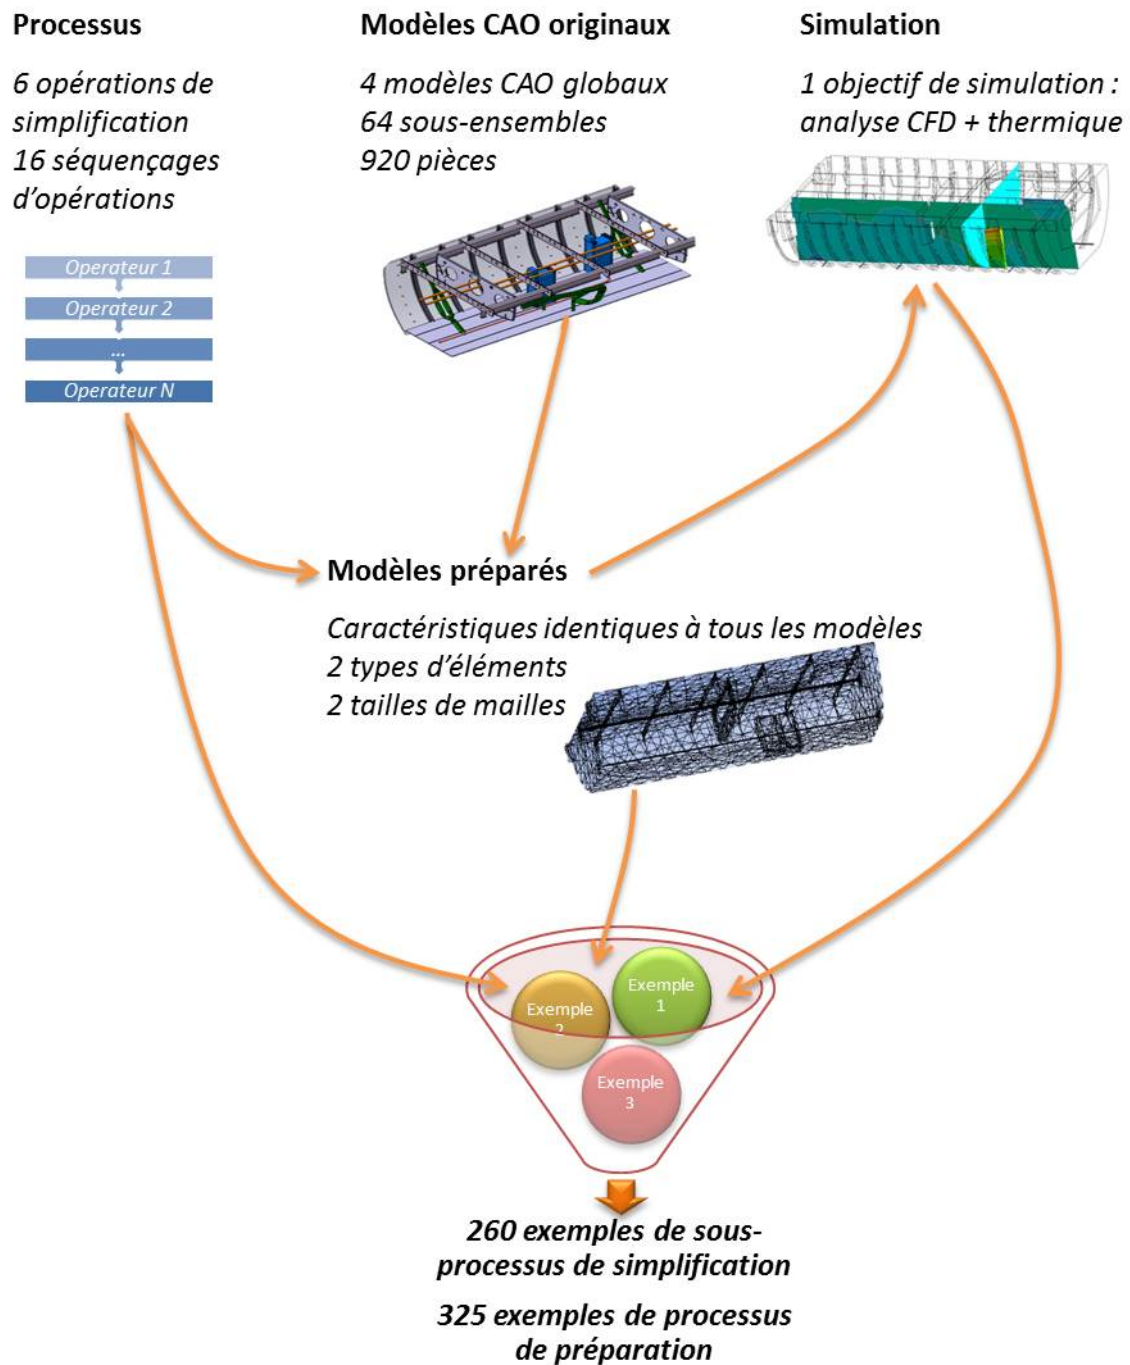 Processus
6 opérations de
simplification
16 séquençages
d’opérations
Operateur 1
Operateur 2
...
Operateur N
Modèles CAO originaux
4 modèles CAO globaux
64 sous-ensembles
920 pièces
Simulation
1 objectif de simulation :
analyse CFD + thermique
Modèles préparés
Caractéristiques identiques à tous les modèles
2 types d’éléments
2 tailles de mailles
Exemple
1
Exemple
2
Exemple
3
260 exemples de sous-
processus de simplification
325 exemples de processus
de préparation